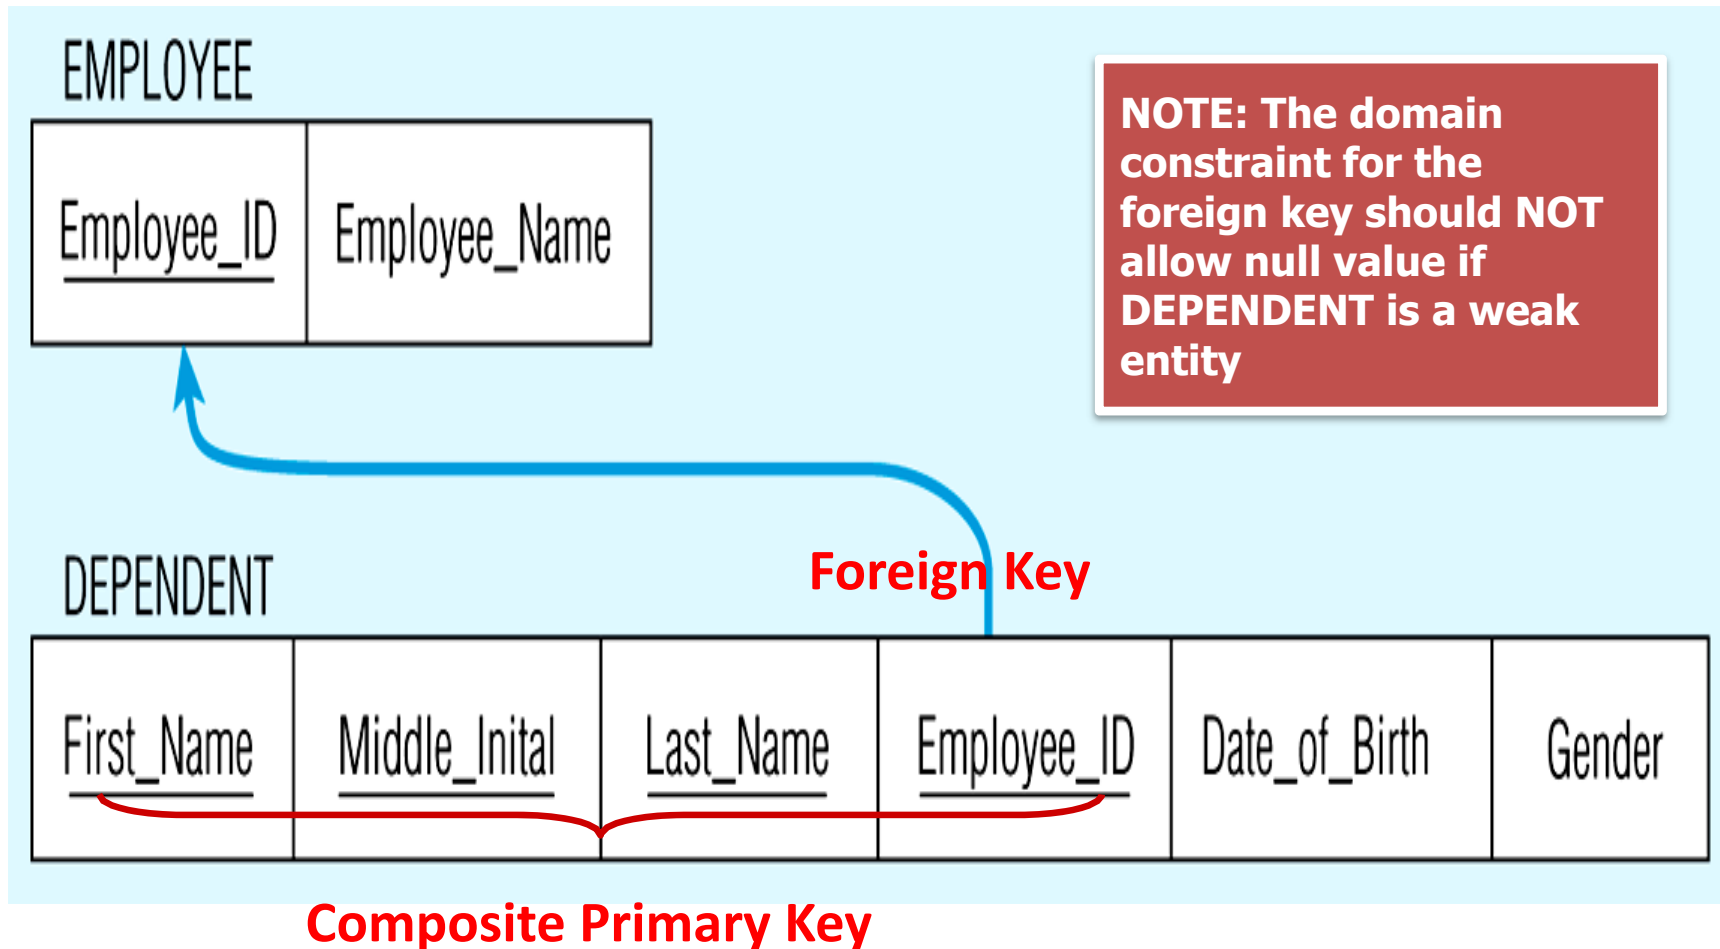 EMPLOYEE
Employee_ID
Employee_Name
NOTE: The domain
constraint for the
foreign key should NOT
allow null value if
DEPENDENT is a weak
entity
Foreign Key
DEPENDENT
First_Name
Middle_Inital
Last_Name
Employee_ID
Date_of_Birth
Gender
Composite Primary Key